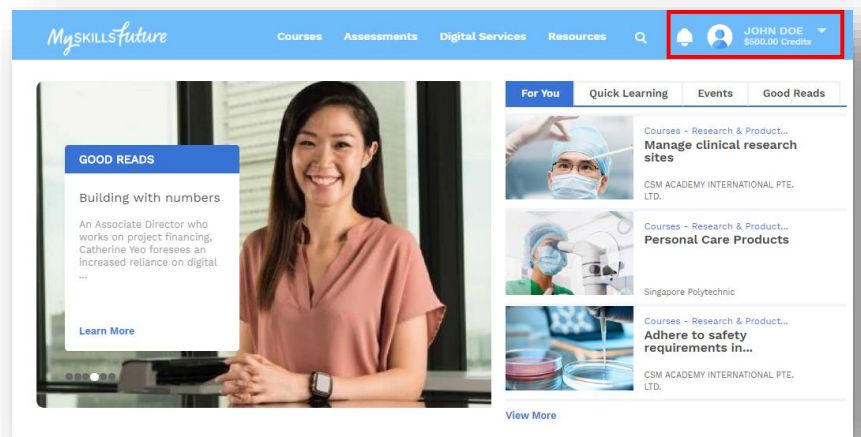 MySKILLSfuture
Courses Assessments Digital Services Resources
JOHN DOE
$500.00 Credits
GOOD READS
Building with numbers
An Associate Director who
works on project financing,
Catherine Yeo foresees an
increased reliance on digital
...
Learn More
For You Quick Learning Events Good Reads
Courses - Research & Product...
Manage clinical research
sites
CSM ACADEMY INTERNATIONAL PTE.
LTD.
Courses - Research & Product...
Personal Care Products
Singapore Polytechnic
Courses - Research & Product...
Adhere to safety
requirements in...
CSM ACADEMY INTERNATIONAL PTE.
LTD.
View More